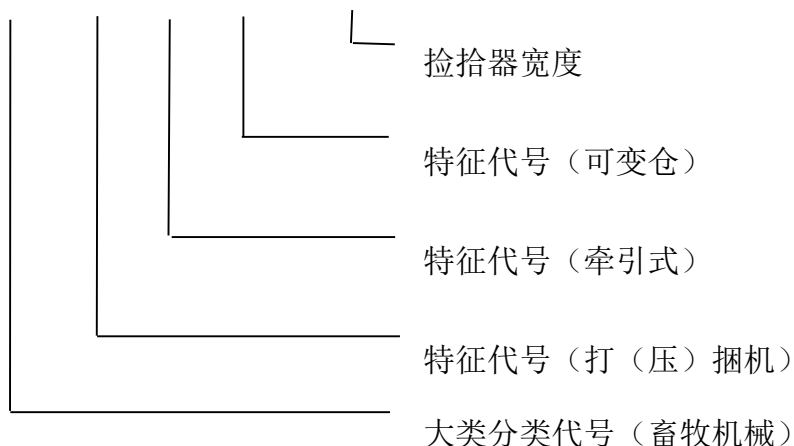 捡拾器宽度
特征代号（可变仓）
特征代号（牵引式）
特征代号（打（压）捆机）
大类分类代号（畜牧机械）